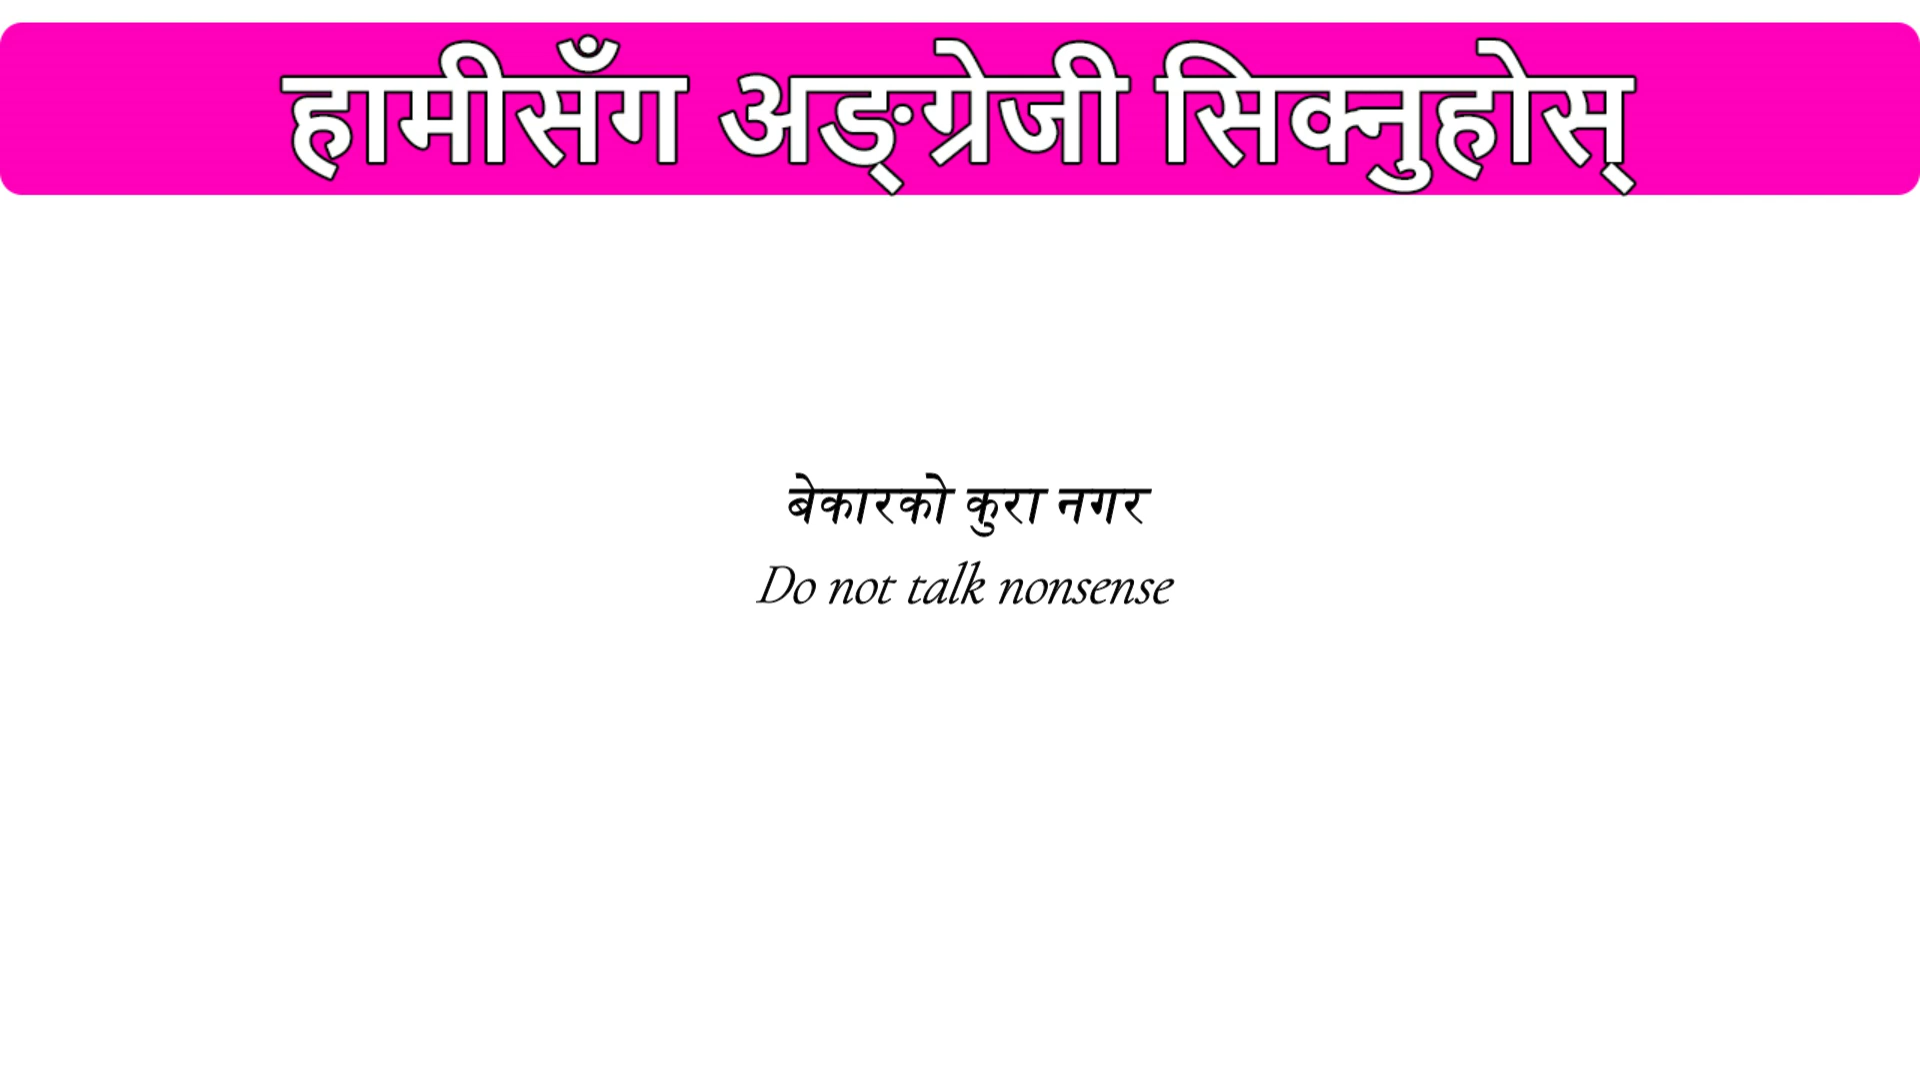 हामीसँग अङ्ग्रेजी सिक्नुहोस्
बेकारको कुरा नगर
Do not talk nonsense